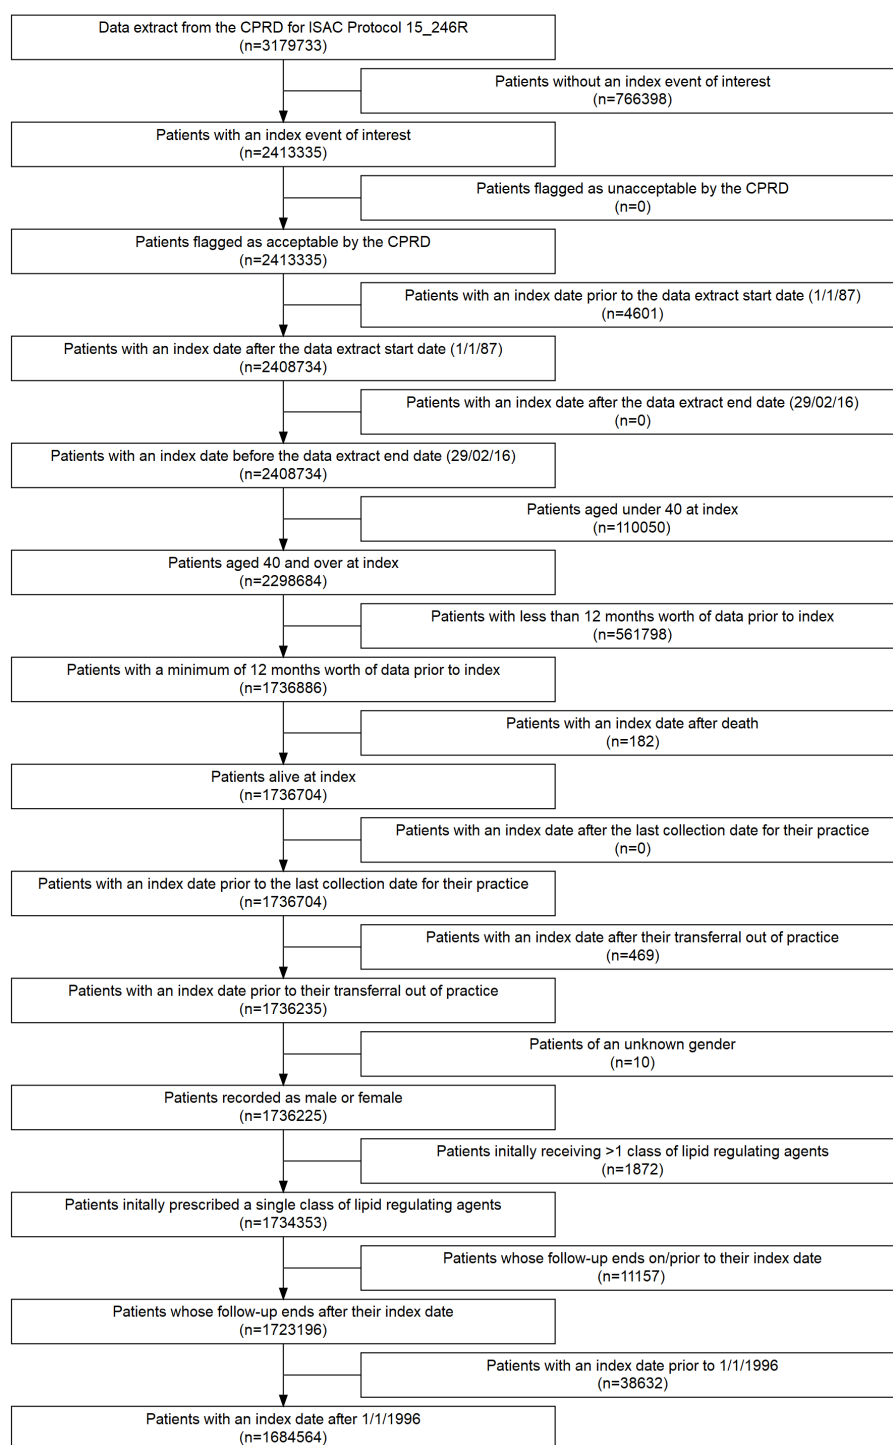 Data extract from the CPRD for ISAC Protocol 15_246R
(n=3179733)
Patients without an index event of interest
(n=766398)
Patients with an index event of interest
(n=2413335)
Patients flagged as unacceptable by the CPRD
(n=0)
Patients flagged as acceptable by the CPRD
(n=2413335)
Patients with an index date prior to the data extract start date (1/1/87)
(n=4601)
Patients with an index date after the data extract start date (1/1/87)
(n=2408734)
Patients with an index date after the data extract end date (29/02/16)
(n=0)
Patients with an index date before the data extract end date (29/02/16)
(n=2408734)
Patients aged under 40 at index
(n=110050)
Patients aged 40 and over at index
(n=2298684)
Patients with less than 12 months worth of data prior to index
(n=561798)
Patients with a minimum of 12 months worth of data prior to index
(n=1736886)
Patients with an index date after death
(n=182)
Patients alive at index
(n=1736704)
Patients with an index date after the last collection date for their practice
(n=0)
Patients with an index date prior to the last collection date for their practice
(n=1736704)
Patients with an index date after their transferral out of practice
(n=469)
Patients with an index date prior to their transferral out of practice
(n=1736235)
Patients of an unknown gender
(n=10)
Patients recorded as male or female
(n=1736225)
Patients initally receiving >1 class of lipid regulating agents
(n=1872)
Patients initally prescribed a single class of lipid regulating agents
(n=1734353)
Patients whose follow-up ends on/prior to their index date
(n=11157)
Patients whose follow-up ends after their index date
(n=1723196)
Patients with an index date prior to 1/1/1996
(n=38632)
Patients with an index date after 1/1/1996
(n=1684564)